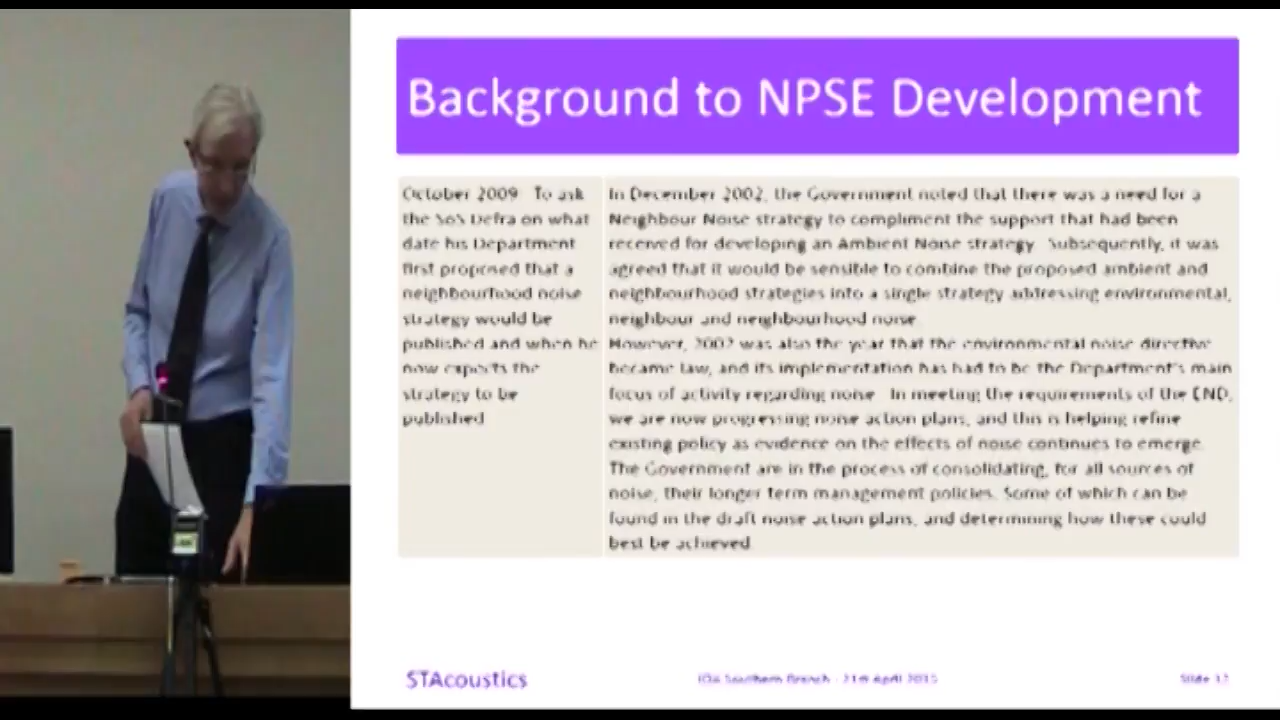 Background to NPSE Development
October 2009 To ask
the SoS Defra on what
date his Department
first proposed that a
neighbourhood noise
strategy would be
published and when he
now expects the
strategy to be
published
In December 2002, the Government noted that there was a need for a
Neighbour Noise strategy to compliment the support that had been
received for developing an Ambient Noise strategy Subsequently, it was
agreed that it would be sensible to combine the proposed ambient and
neighbourhood strategies into a single strategy addressing environmental,
neighbour and neighbourhood noise
However, 2002 was also the year that the environmental noise directive
became law, and its implementation has had to be the Department's main
focus of activity regarding noise In meeting the requirements of the END,
we are now progressing noise action plans, and this is helping refine
existing policy as evidence on the effects of noise continues to emerge
The Government are in the process of consolidating, for all sources of
noise, their longer term management policies. Some of which can be
found in the draft noise action plans, and determining how these could
best be achieved
STAcoustics
IOA Southern Branch - 21st April 2015
Slide